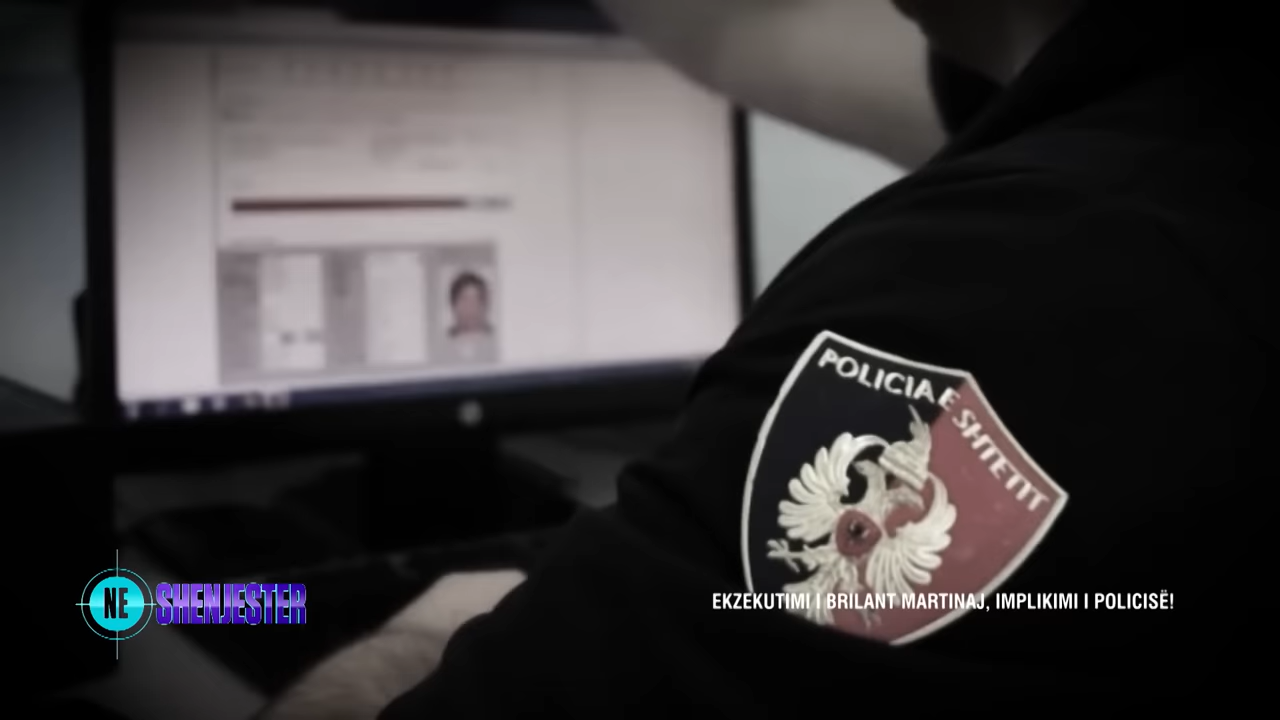 POLICIA E SHTETIT
NE SHENJESTER
EKZEKUTIMI I BRILANT MARTINAJ, IMPLIKIMI I POLICISË!